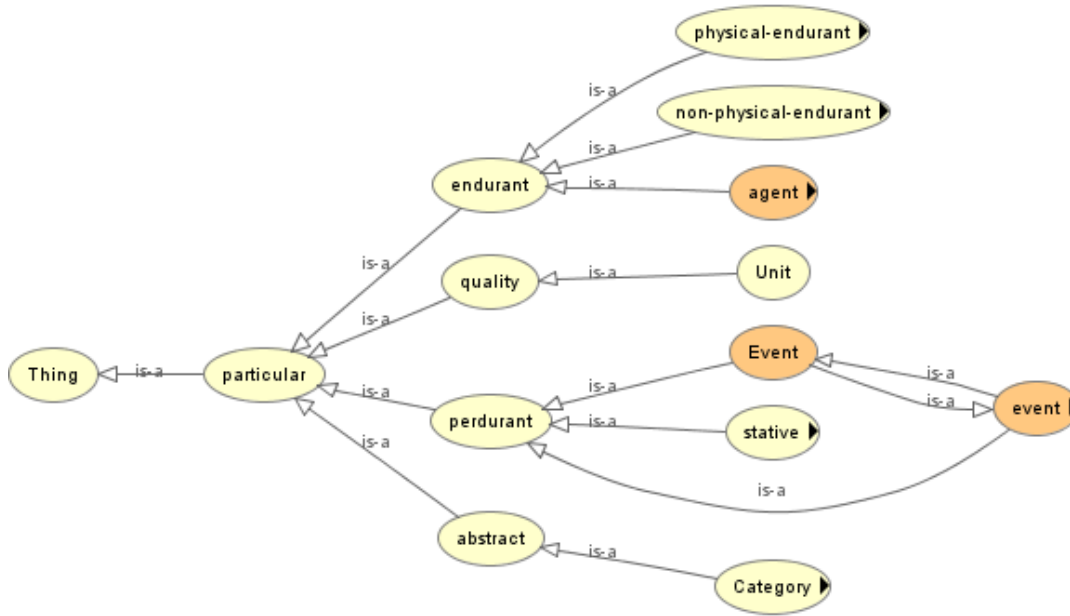 physical-endurant
is-a
non-physical-endurant
is-a
endurant
is-a
agent
is-a
quality
is-a
Unit
is-a
Thing
is-a
particular
is-a
perdurant
is-a
Event
is-a
is-a
event
is-a
stative
is-a
is-a
abstract
is-a
Category
is-a